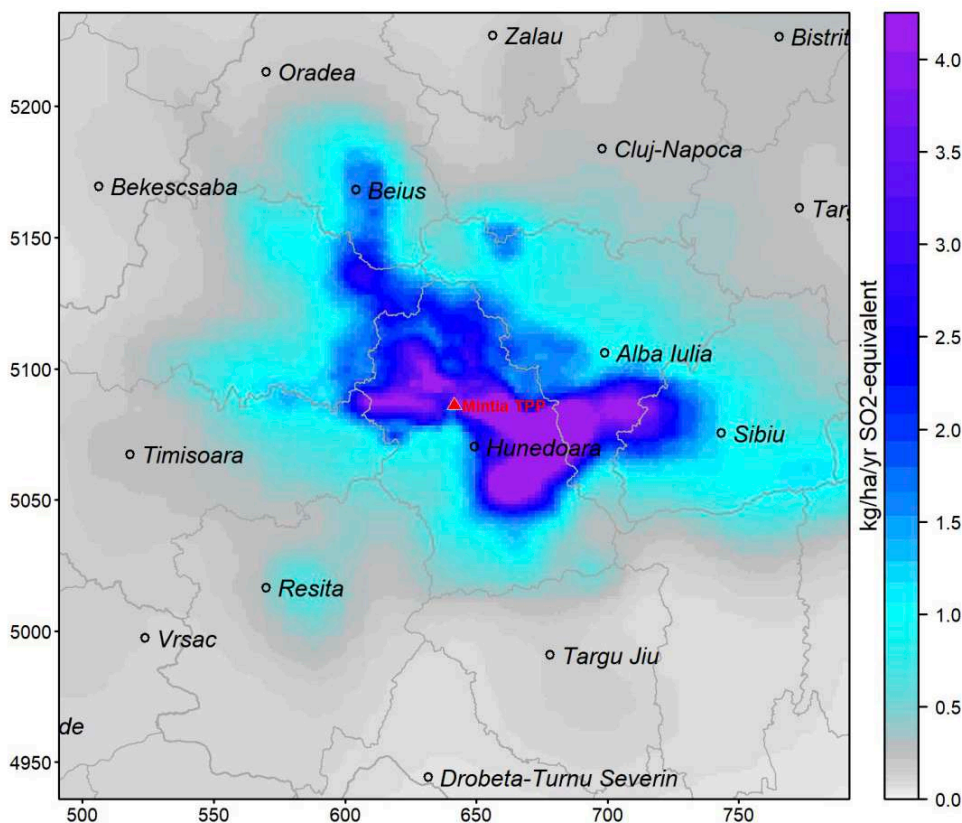 Zalau
Bistrit
Oradea
Cluj-Napoca
Bekescsaba
Beius
Targ
Alba Iulia
Mintia TPP
Sibiu
Hunedoara
Timisoara
Resita
Vrsac
Targu Jiu
de
Drobeta-Turnu Severin
5200
5150
5100
5050
5000
4950
500
550
600
650
700
750
kg/ha/yr SO2-equivalent
4.0
3.5
3.0
2.5
2.0
1.5
1.0
0.5
0.0